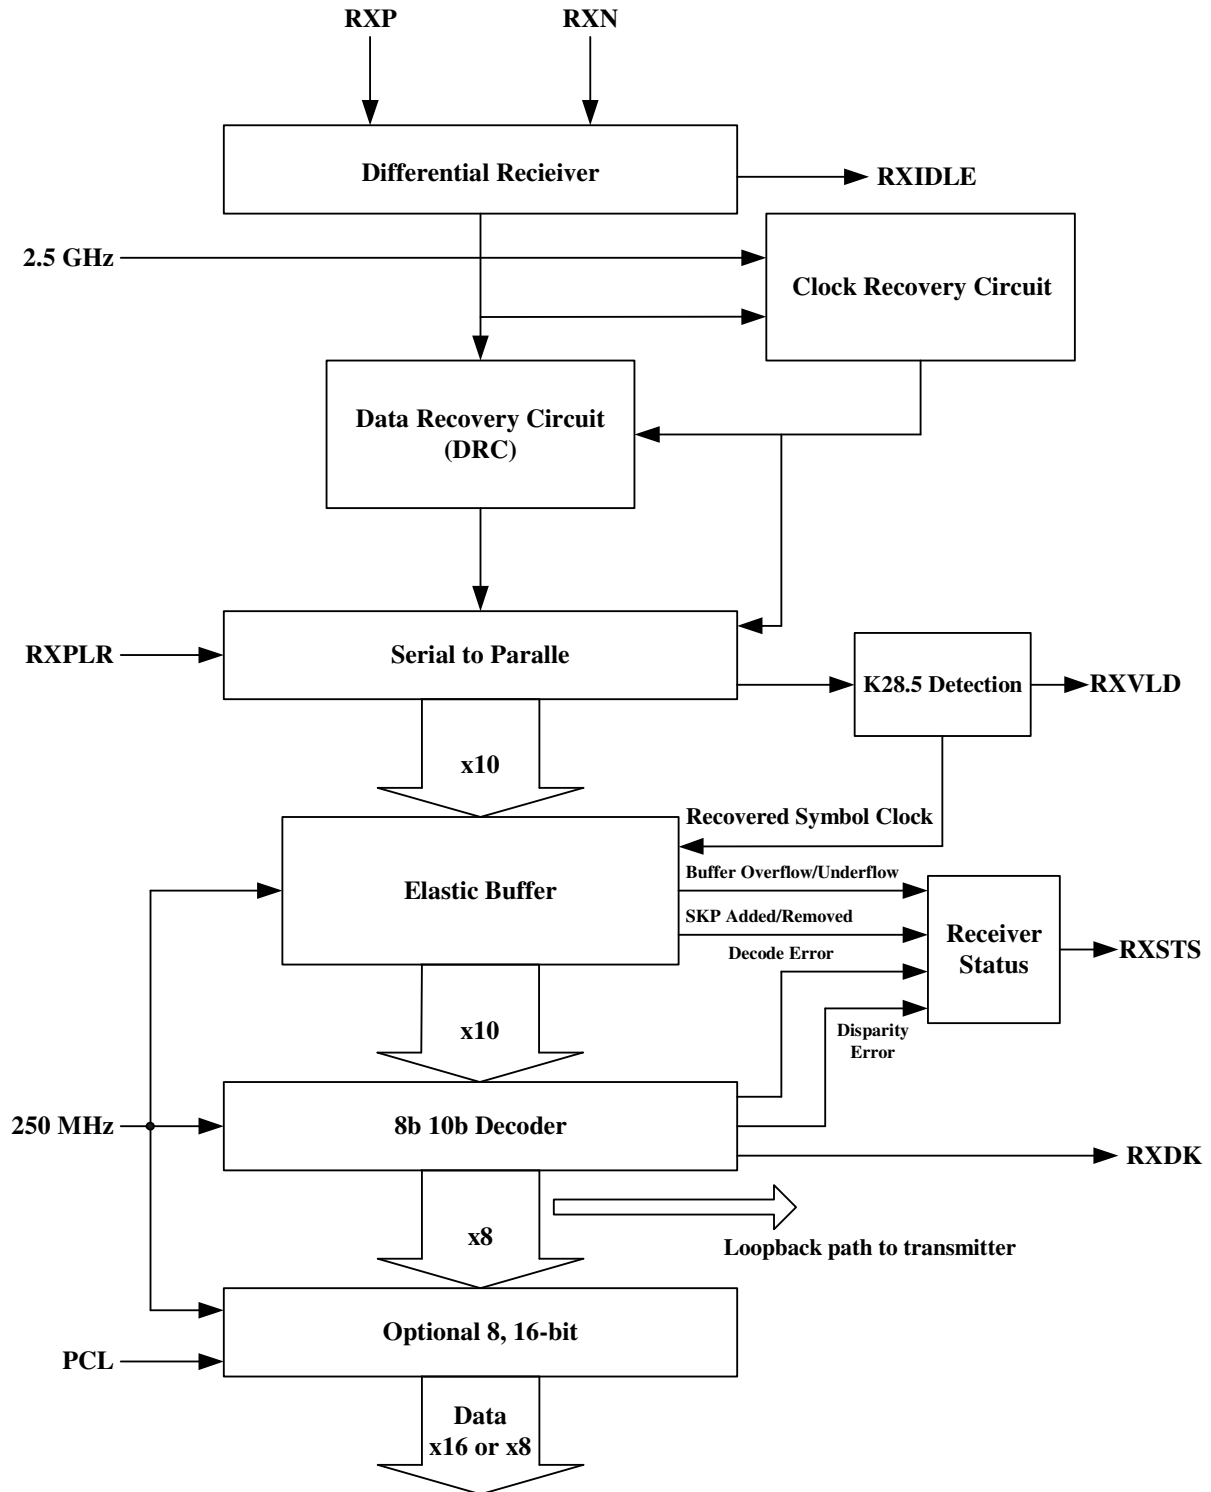 RXP
RXN
Differential Recieiver
RXIDLE
2.5 GHz
Clock Recovery Circuit
Data Recovery Circuit
(DRC)
RXPLR
Serial to Paralle
K28.5 Detection
RXVLD
x10
Recovered Symbol Clock
Elastic Buffer
Buffer Overflow/Underflow
SKP Added/Removed
Decode Error
Receiver
Status
RXSTS
x10
Disparity
Error
250 MHz
8b 10b Decoder
RXDK
x8
Loopback path to transmitter
Optional 8, 16-bit
PCL
Data
x16 or x8